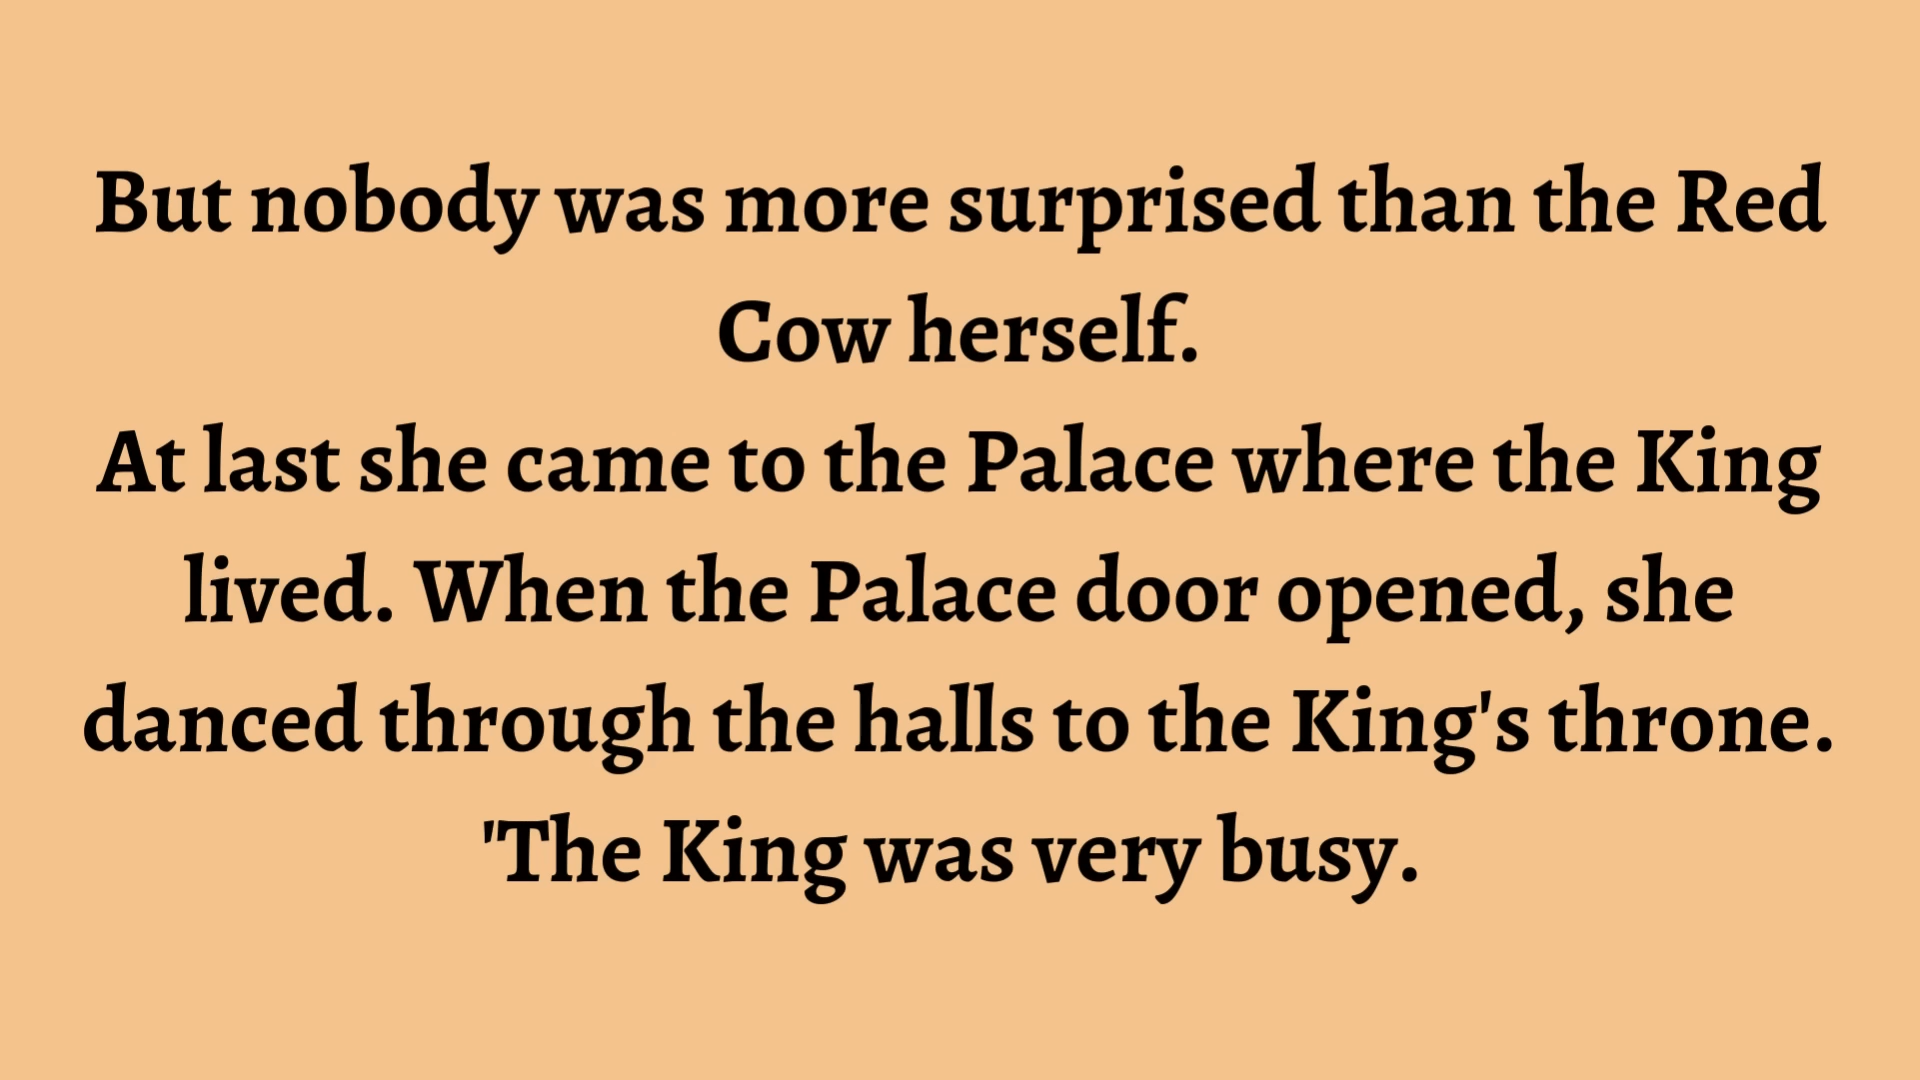 But nobody was more surprised than the Red
Cow herself.
At last she came to the Palace where the King
lived. When the Palace door opened, she
danced through the halls to the King's throne.
'The King was very busy.